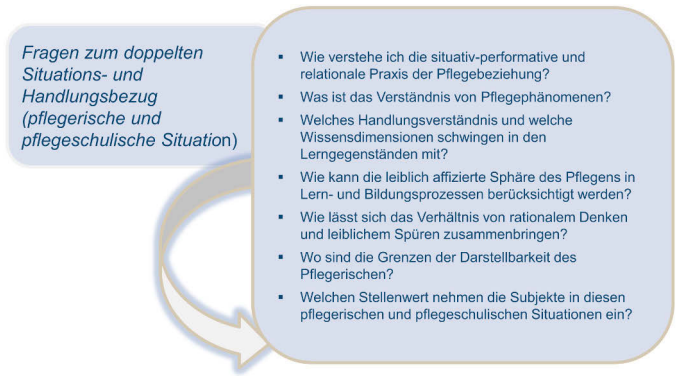 Fragen zum doppelten
Situations- und
Handlungsbezug
(pflegerische und
pflegeschulische Situation)
▪ Wie verstehe ich die situativ-performative und
relationale Praxis der Pflegebeziehung?
▪ Was ist das Verständnis von Pflegephänomenen?
▪ Welches Handlungsverständnis und welche
Wissensdimensionen schwingen in den
Lerngegenständen mit?
▪ Wie kann die leiblich affizierte Sphäre des Pflegens in
Lern- und Bildungsprozessen berücksichtigt werden?
▪ Wie lässt sich das Verhältnis von rationalem Denken
und leiblichem Spüren zusammenbringen?
▪ Wo sind die Grenzen der Darstellbarkeit des
Pflegerischen?
▪ Welchen Stellenwert nehmen die Subjekte in diesen
pflegerischen und pflegeschulischen Situationen ein?